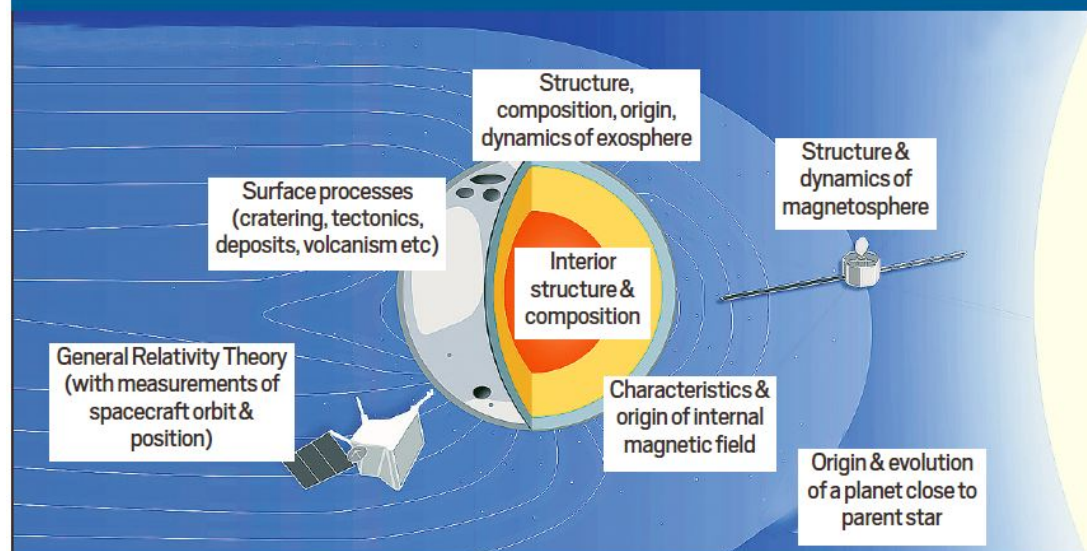 Structure,
composition, origin,
dynamics of exosphere
Structure &
dynamics of
magnetosphere
Surface processes
(cratering, tectonics,
deposits, volcanism etc)
Interior
structure &
composition
General Relativity Theory
(with measurements of
spacecraft orbit &
position)
Characteristics &
origin of internal
magnetic field
Origin & evolution
of a planet close to
parent star